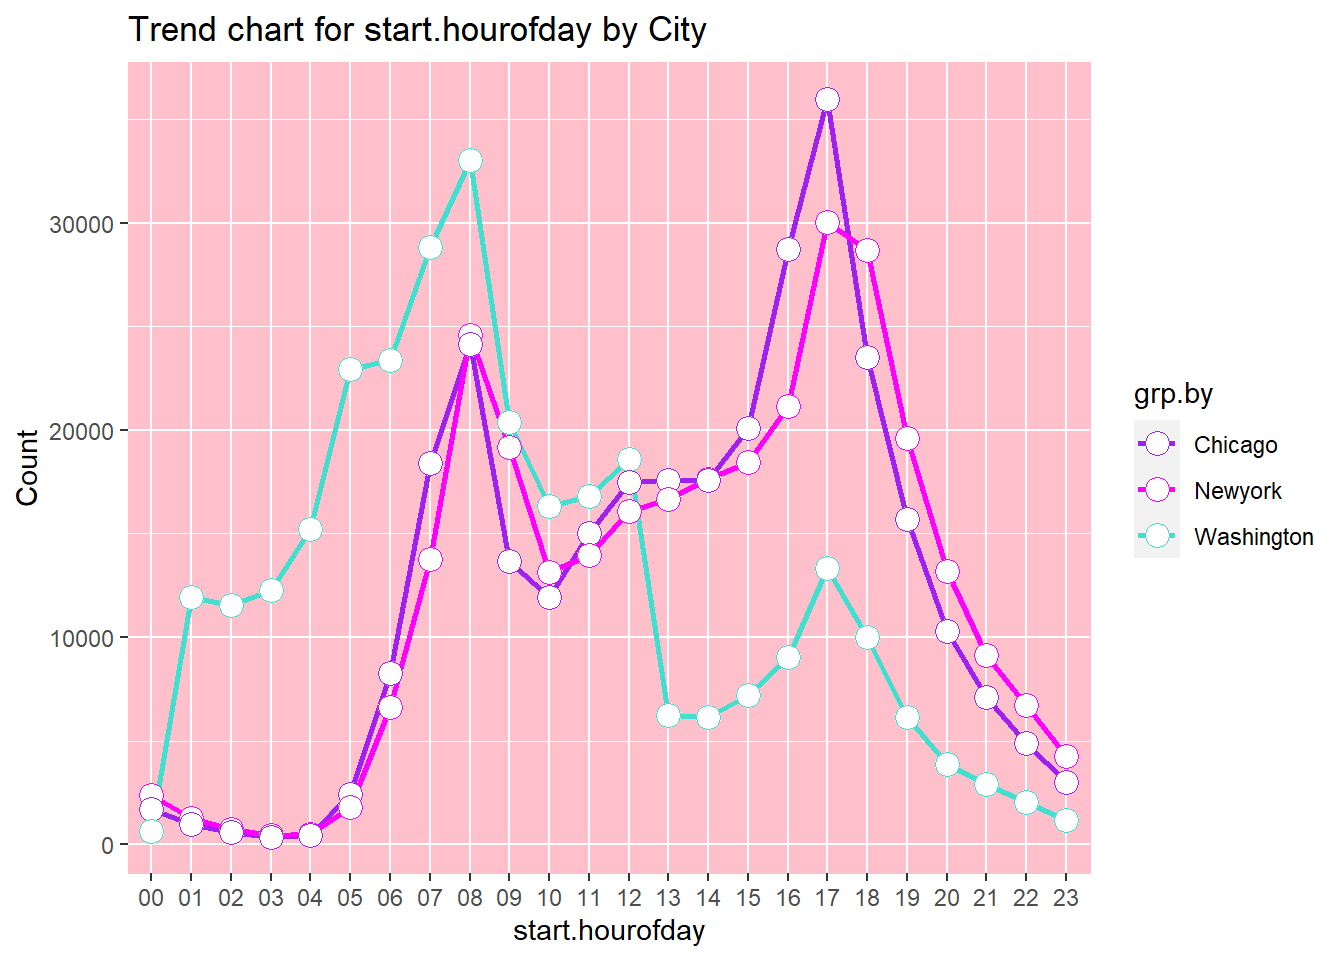 Trend chart for start.hourofday by City
Count
30000
20000
10000
0
00 01 02 03 04 05 06 07 08 09 10 11 12 13 14 15 16 17 18 19 20 21 22 23
start.hourofday
grp.by
Chicago
Newyork
Washington